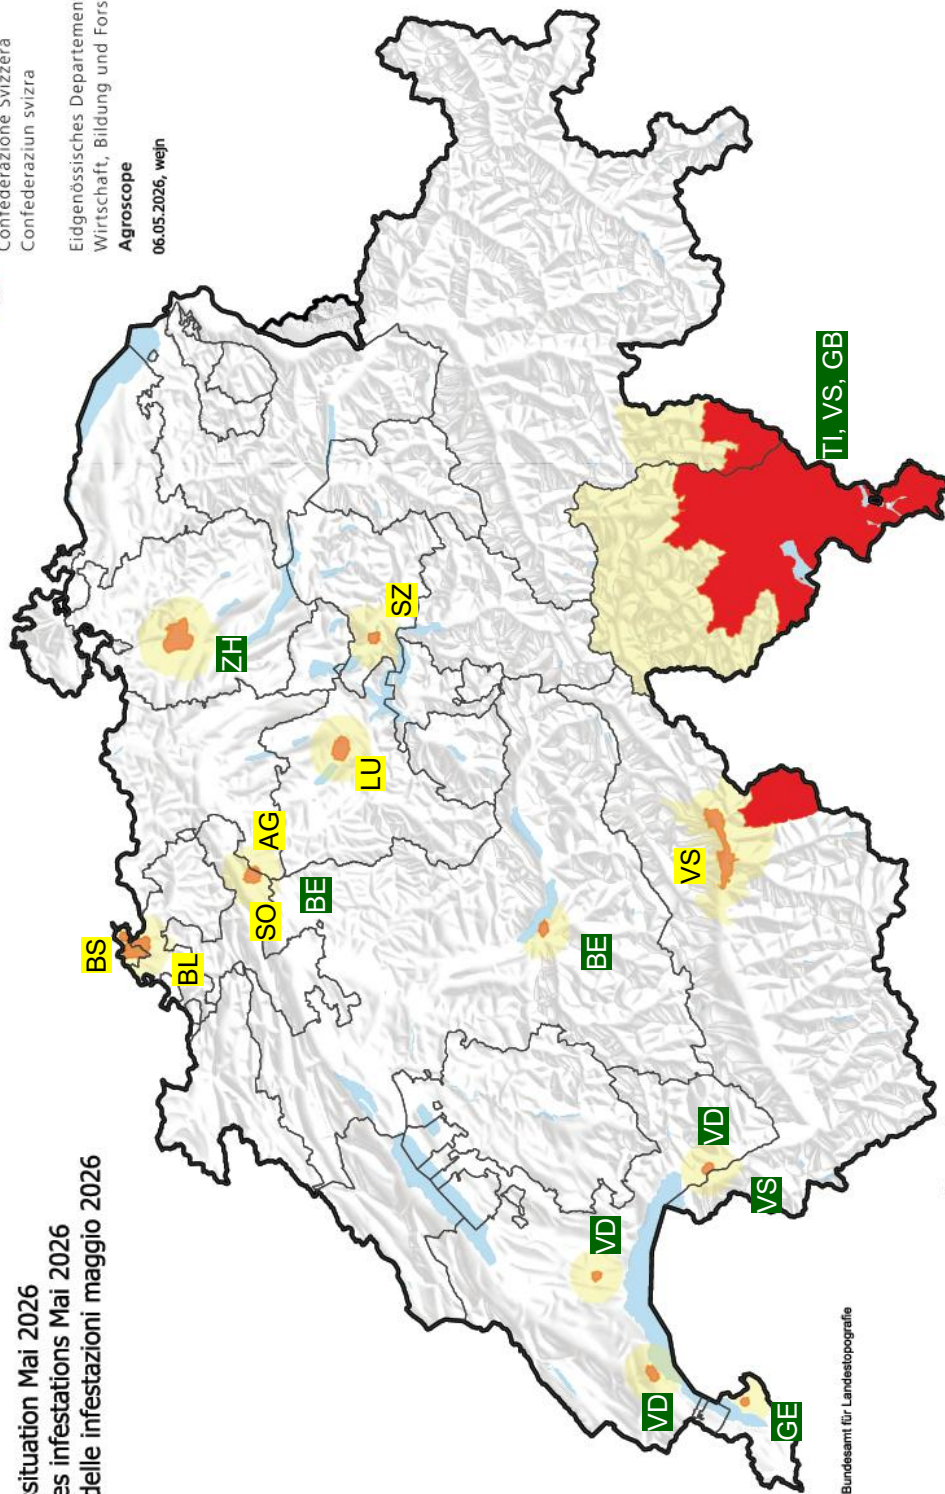 situation Mai 2026
es infestations Mai 2026
delle infestazioni maggio 2026
Confederazione Svizzera
Confederaziun svizra
Eidgenössisches Departemen
Wirtschaft, Bildung und Fors
Agroscope
06.05.2026, wejn
BS
BL
SO
AG
BE
ZH
LU
SZ
BE
VS
VD
VD
VS
VD
GE
TI, VS, GB
Bundesamt für Landestopografie